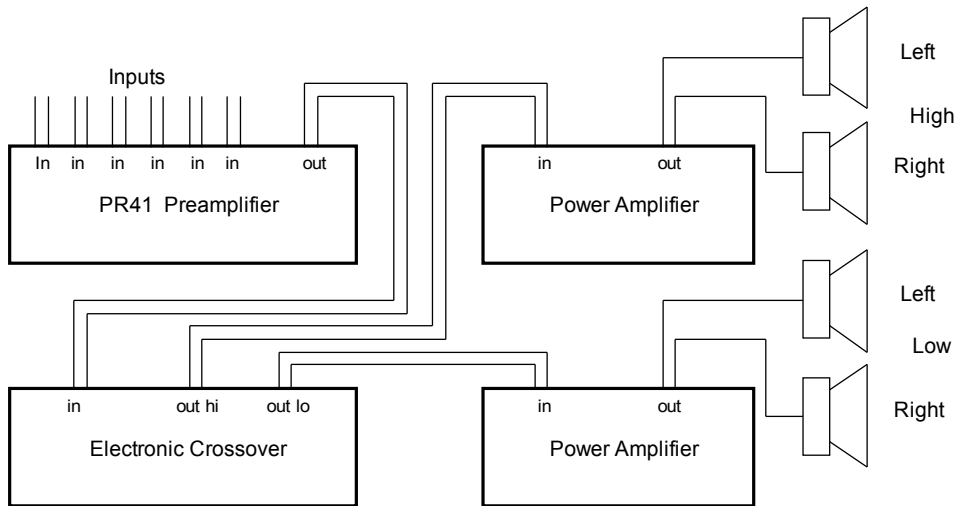 Inputs
In in in in in in out
PR41 Preamplifier
in out
Power Amplifier
Left
High
Right
in out hi out lo
Electronic Crossover
in out
Power Amplifier
Left
Low
Right